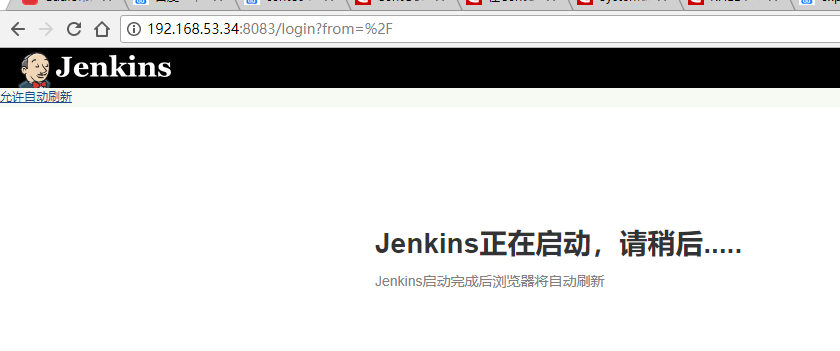 192.168.53.34:8083/login?from=%2F
Jenkins
允许自动刷新
Jenkins正在启动，请稍后.....
Jenkins启动完成后浏览器将自动刷新